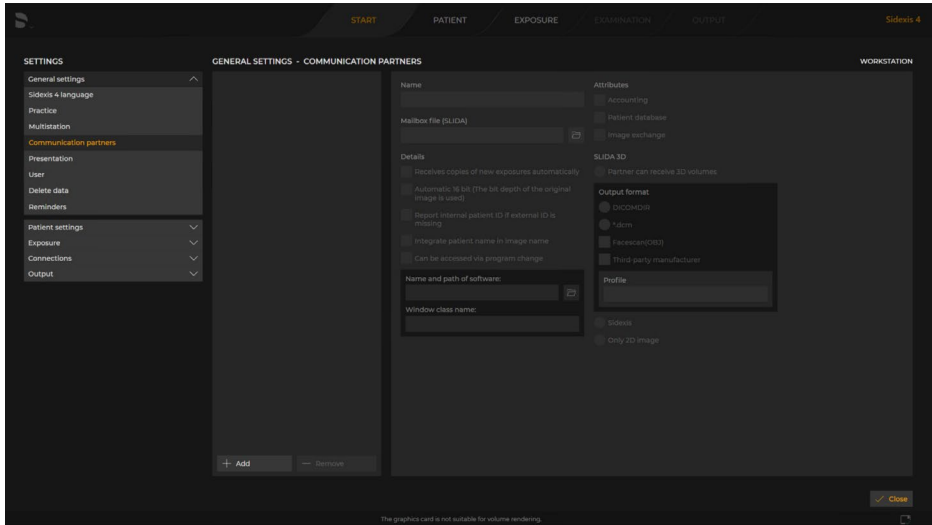 START
PATIENT
EXPOSURE
EXAMINATION
OUTPUT
Sidexis 4
SETTINGS
GENERAL SETTINGS - COMMUNICATION PARTNERS
WORKSTATION
General settings
Sidexis 4 language
Practice
Multistation
Communication partners
Presentation
User
Delete data
Reminders
Patient settings
Exposure
Connections
Output
Add
Remove
Name
Mailbox file (SLIDA)
Details
Receives copies of new exposures automatically
Automatic 16 bit (The bit depth of the original
image is used)
Report internal patient ID if external ID is
missing
Integrate patient name in image name
Can be accessed via program change
Name and path of software:
Window class name:
Attributes
Accounting
Patient database
Image exchange
SLIDA 3D
Partner can receive 3D volumes
Output format
DICOMDIR
*.dcm
Facescan(OBJ)
Third-party manufacturer
Profile
Sidexis
Only 2D image
Close
The graphics card is not suitable for volume rendering.